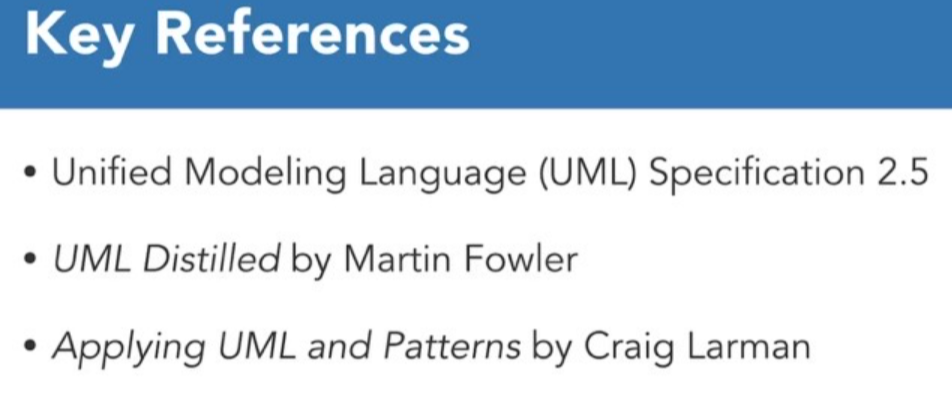 Key References
• Unified Modeling Language (UML) Specification 2.5
• UML Distilled by Martin Fowler
• Applying UML and Patterns by Craig Larman